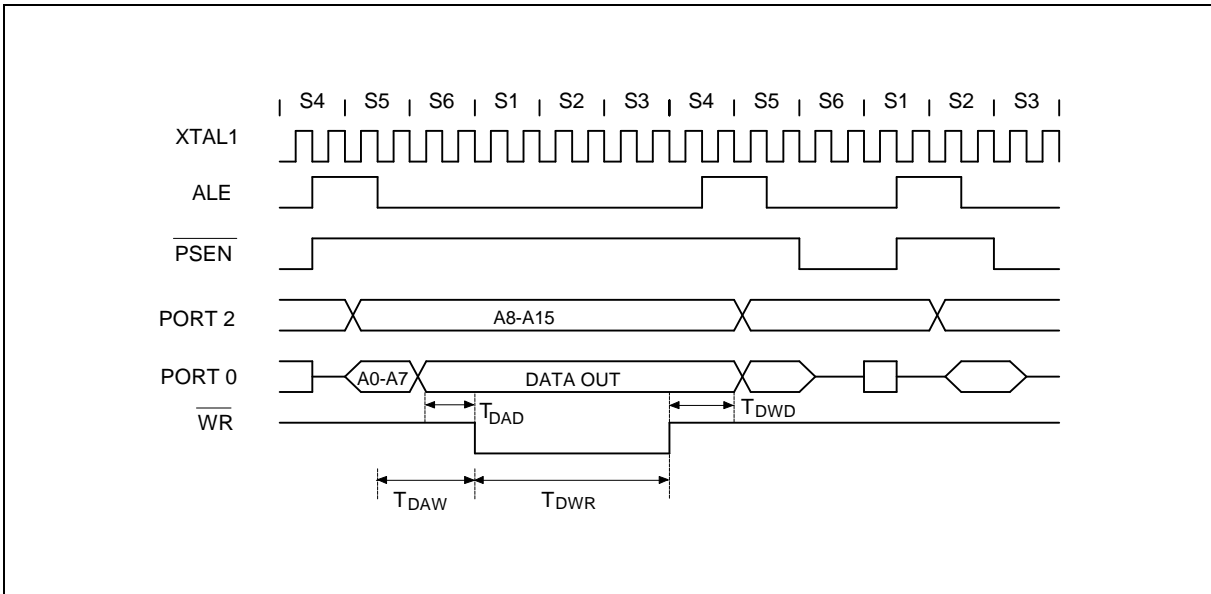 S4 S5 S6 S1 S2 S3 S4 S5 S6 S1 S2 S3
XTAL1
ALE
PSEN
PORT 2 A8-A15
PORT 0 A0-A7 DATA OUT
WR TDAD TDWD
TDAW TDWR